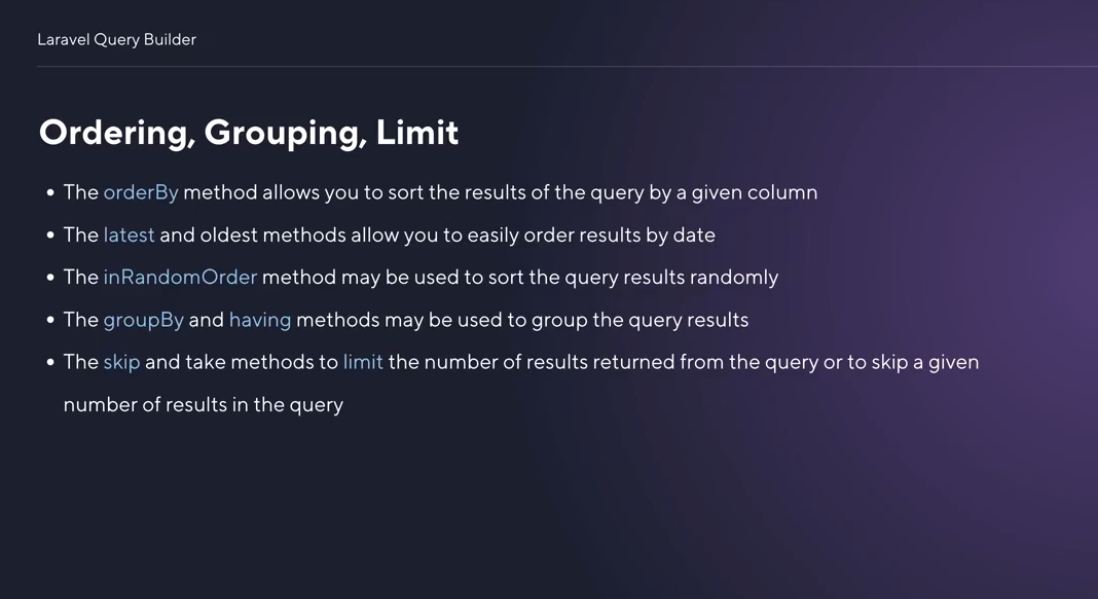 Laravel Query Builder
Ordering, Grouping, Limit
• The orderBy method allows you to sort the results of the query by a given column
• The latest and oldest methods allow you to easily order results by date
• The inRandomOrder method may be used to sort the query results randomly
• The groupBy and having methods may be used to group the query results
• The skip and take methods to limit the number of results returned from the query or to skip a given
number of results in the query